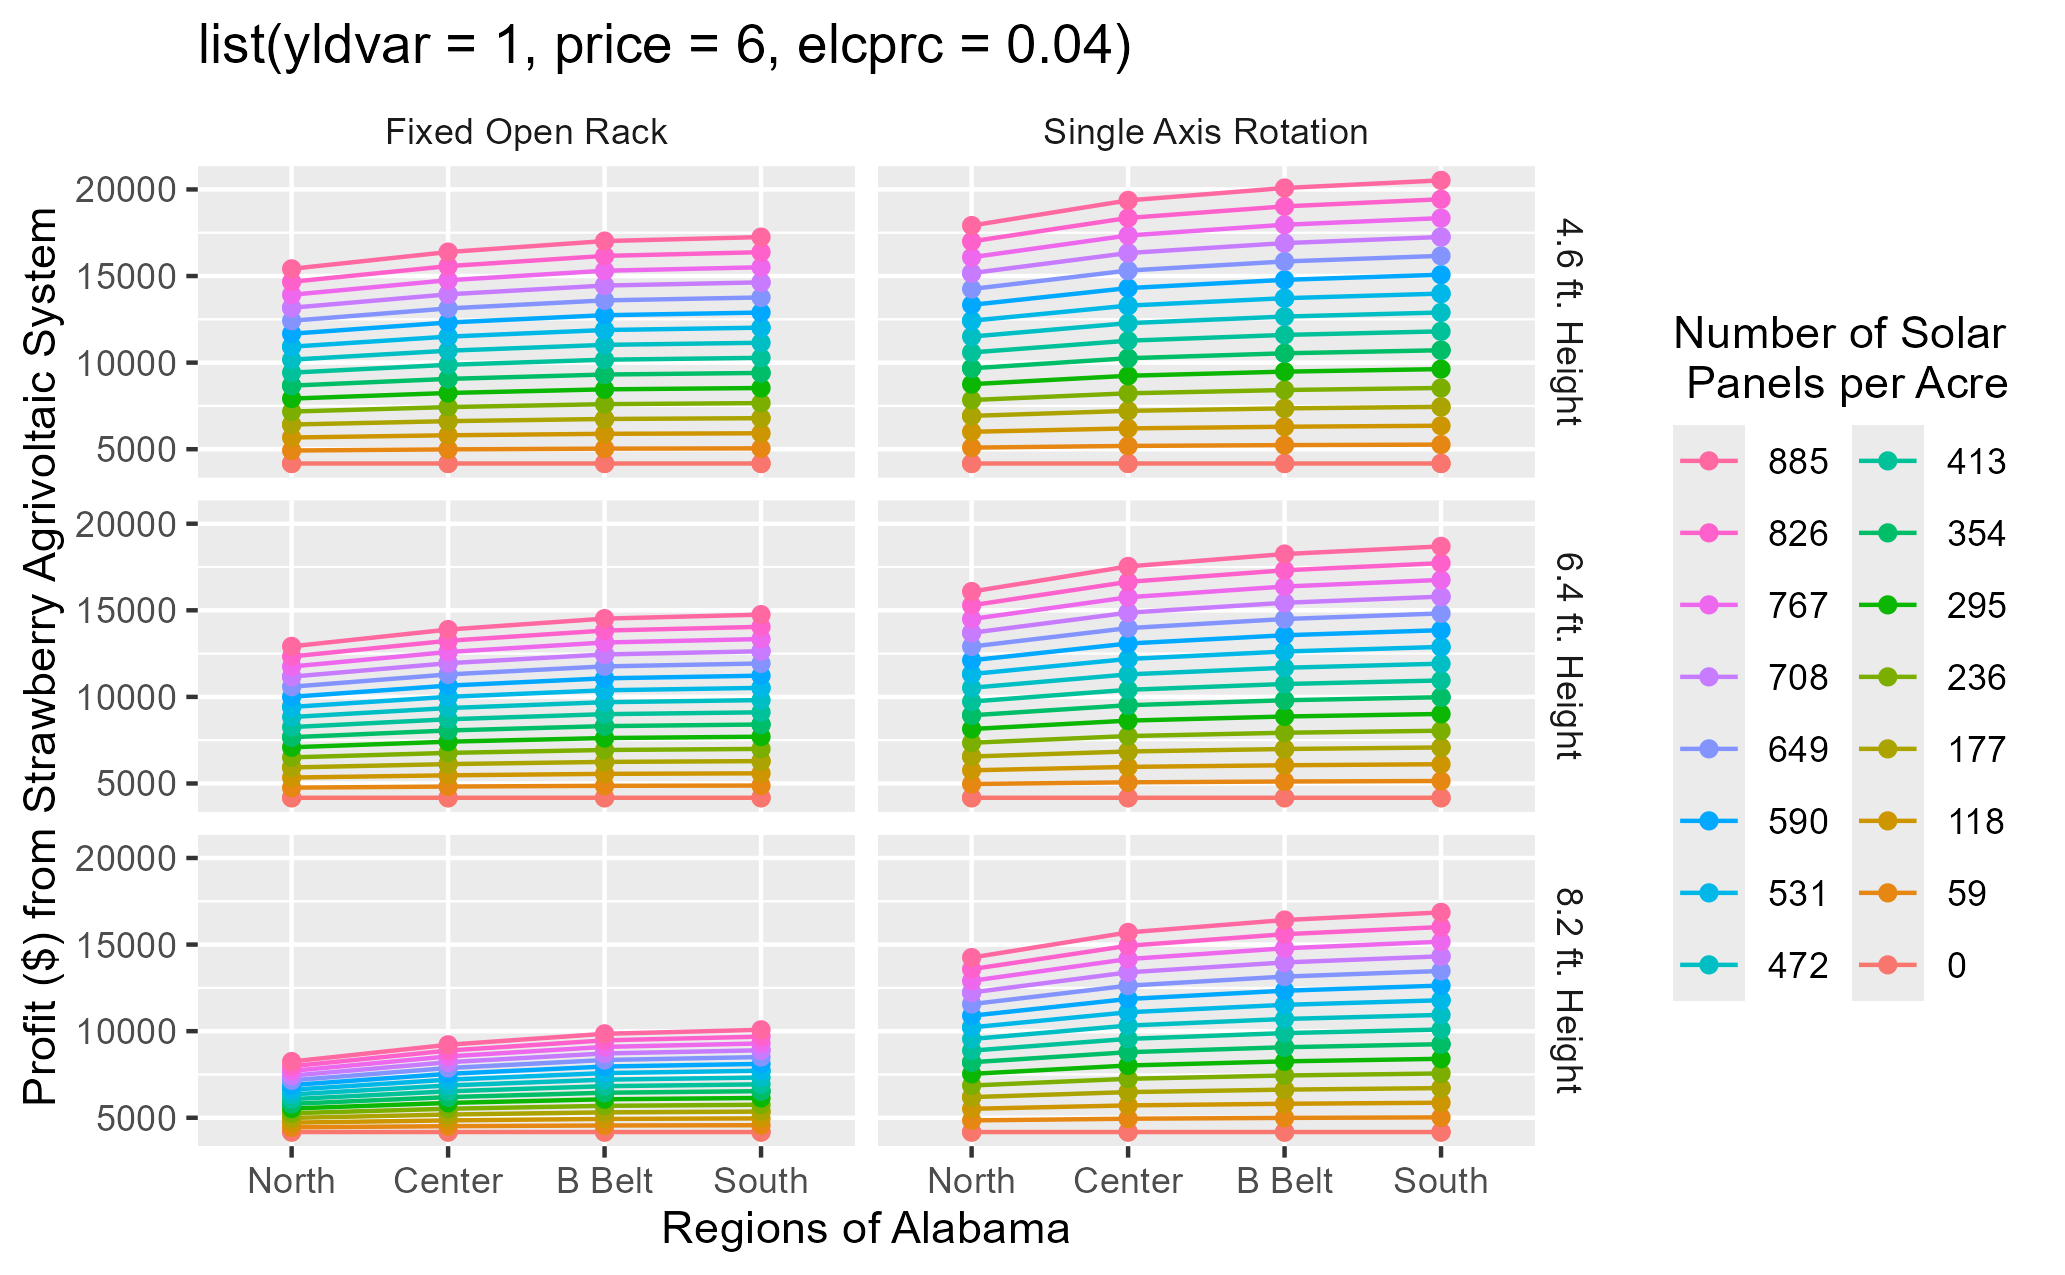 list(yldvar = 1, price = 6, elcprc = 0.04)
Fixed Open Rack
Single Axis Rotation
Profit ($) from Strawberry Agrivoltaic System
20000
15000
10000
5000
4.6 ft. Height
20000
15000
10000
5000
6.4 ft. Height
20000
15000
10000
5000
8.2 ft. Height
North Center B Belt South
North Center B Belt South
Regions of Alabama
Number of Solar
Panels per Acre
885
826
767
708
649
590
531
472
413
354
295
236
177
118
59
0